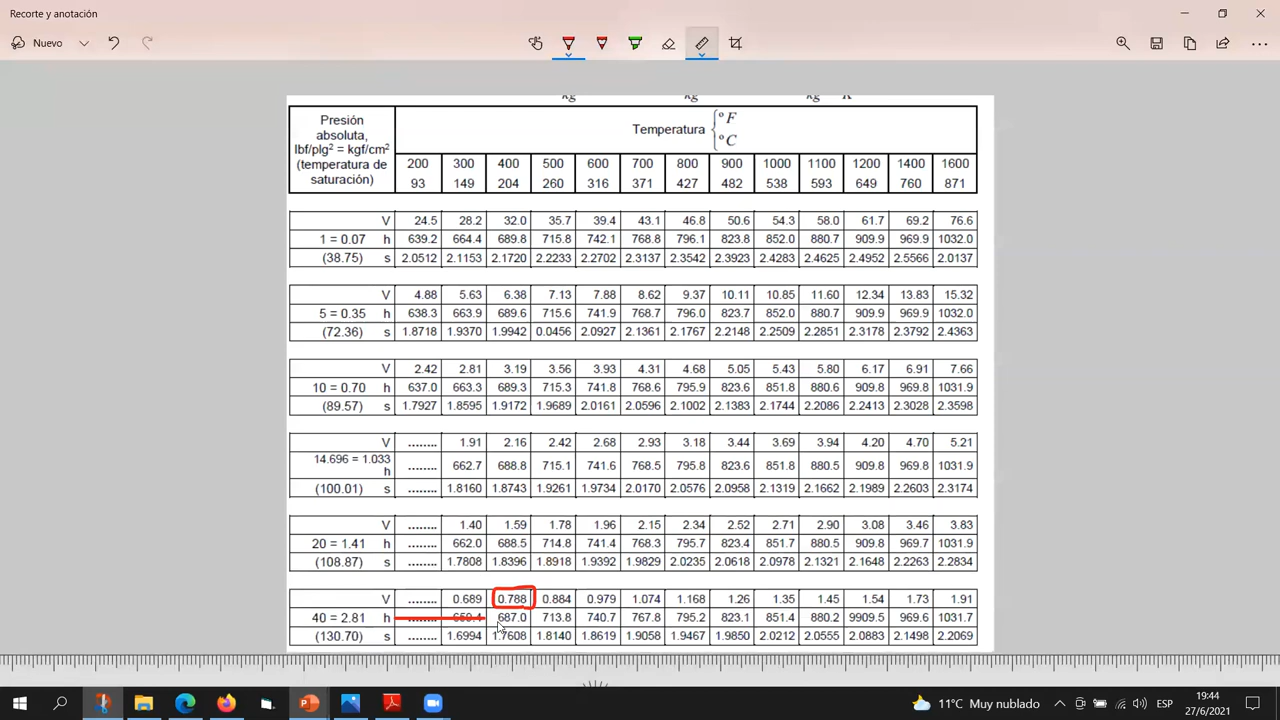 Recorte y anotación
Nuevo
kg kg kg K
Presión absoluta, lbf/plg² = kgf/cm² (temperatura de saturación)
Temperatura { º F º C
200 300 400 500 600 700 800 900 1000 1100 1200 1400 1600
93 149 204 260 316 371 427 482 538 593 649 760 871
V 24.5 28.2 32.0 35.7 39.4 43.1 46.8 50.6 54.3 58.0 61.7 69.2 76.6
1 = 0.07 h 639.2 664.4 689.8 715.8 742.1 768.8 796.1 823.8 852.0 880.7 909.9 969.9 1032.0
(38.75) s 2.0512 2.1153 2.1720 2.2233 2.2702 2.3137 2.3542 2.3923 2.4283 2.4625 2.4952 2.5566 2.0137
V 4.88 5.63 6.38 7.13 7.88 8.62 9.37 10.11 10.85 11.60 12.34 13.83 15.32
5 = 0.35 h 638.3 663.9 689.6 715.6 741.9 768.7 796.0 823.7 852.0 880.7 909.9 969.9 1032.0
(72.36) s 1.8718 1.9370 1.9942 0.0456 2.0927 2.1361 2.1767 2.2148 2.2509 2.2851 2.3178 2.3792 2.4363
V 2.42 2.81 3.19 3.56 3.93 4.31 4.68 5.05 5.43 5.80 6.17 6.91 7.66
10 = 0.70 h 637.0 663.3 689.3 715.3 741.8 768.6 795.9 823.6 851.8 880.6 909.8 969.8 1031.9
(89.57) s 1.7927 1.8595 1.9172 1.9689 2.0161 2.0596 2.1002 2.1383 2.1744 2.2086 2.2413 2.3028 2.3598
V ........ 1.91 2.16 2.42 2.68 2.93 3.18 3.44 3.69 3.94 4.20 4.70 5.21
14.696 = 1.033 h ........ 662.7 688.8 715.1 741.6 768.5 795.8 823.6 851.8 880.5 909.8 969.8 1031.9
(100.01) s ........ 1.8160 1.8743 1.9261 1.9734 2.0170 2.0576 2.0958 2.1319 2.1662 2.1989 2.2603 2.3174
V ........ 1.40 1.59 1.78 1.96 2.15 2.34 2.52 2.71 2.90 3.08 3.46 3.83
20 = 1.41 h ........ 662.0 688.5 714.8 741.4 768.3 795.7 823.4 851.7 880.5 909.8 969.7 1031.9
(108.87) s ........ 1.7808 1.8396 1.8918 1.9392 1.9829 2.0235 2.0618 2.0978 2.1321 2.1648 2.2263 2.2834
V ........ 0.689 0.788 0.884 0.979 1.074 1.168 1.26 1.35 1.45 1.54 1.73 1.91
40 = 2.81 h 687.0 713.8 740.7 767.8 795.2 823.1 851.4 880.2 9909.5 969.4 1031.7
(130.70) s ........ 1.6994 1.7608 1.8140 1.8619 1.9058 1.9467 1.9850 2.0212 2.0555 2.0883 2.1498 2.2069
11°C Muy nublado
ESP
19:44
27/6/2021